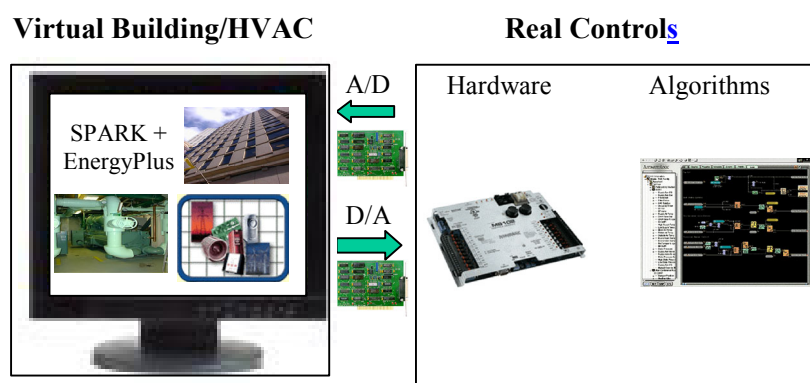 Virtual Building/HVAC
Real Controls
A/D
Hardware
Algorithms
SPARK +
EnergyPlus
D/A